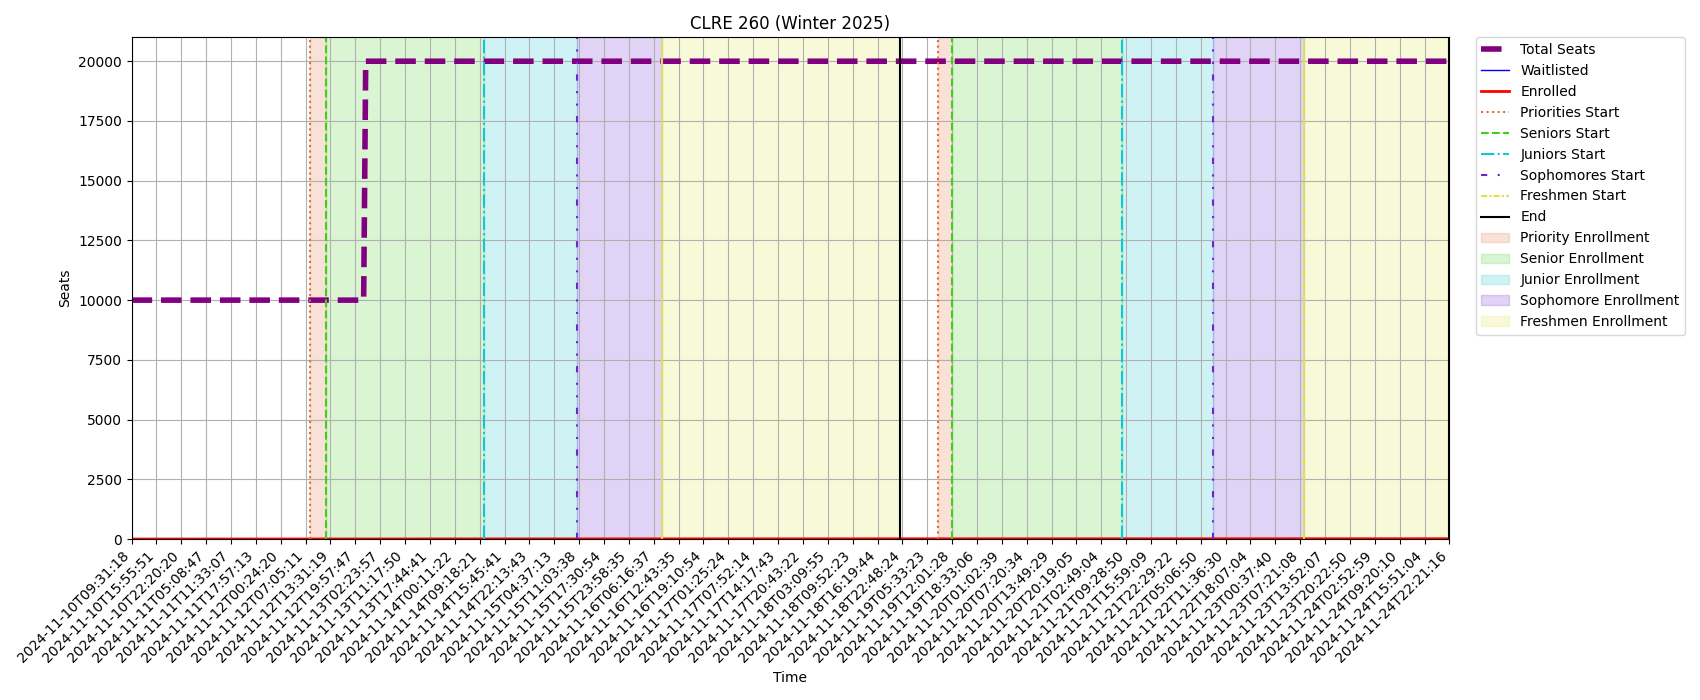 CLRE 260 (Winter 2025)
Seats
20000
17500
15000
12500
10000
7500
5000
2500
0
2024-11-10T09:31:18
2024-11-10T15:55:51
2024-11-10T22:20:20
2024-11-11T05:08:47
2024-11-11T11:33:07
2024-11-11T17:57:13
2024-11-12T00:24:20
2024-11-12T07:05:11
2024-11-12T13:31:19
2024-11-12T19:57:47
2024-11-13T02:23:57
2024-11-13T11:17:50
2024-11-13T17:44:41
2024-11-14T00:11:22
2024-11-14T09:18:21
2024-11-14T15:45:41
2024-11-14T22:13:43
2024-11-15T04:37:13
2024-11-15T11:03:38
2024-11-15T17:30:54
2024-11-15T23:58:35
2024-11-16T06:16:37
2024-11-16T12:43:35
2024-11-16T19:10:54
2024-11-17T01:25:24
2024-11-17T07:52:14
2024-11-17T14:17:43
2024-11-17T20:43:22
2024-11-18T03:09:55
2024-11-18T09:52:23
2024-11-18T16:19:44
2024-11-18T22:48:24
2024-11-19T05:33:23
2024-11-19T12:01:28
2024-11-19T18:33:06
2024-11-20T01:02:39
2024-11-20T07:20:34
2024-11-20T13:49:29
2024-11-20T20:19:05
2024-11-21T02:49:04
2024-11-21T09:28:50
2024-11-21T15:59:09
2024-11-21T22:29:22
2024-11-22T05:06:50
2024-11-22T11:36:30
2024-11-22T18:07:04
2024-11-23T00:37:40
2024-11-23T07:21:08
2024-11-23T13:52:07
2024-11-23T20:22:50
2024-11-24T02:52:59
2024-11-24T09:20:10
2024-11-24T15:51:04
2024-11-24T22:21:16
Time
Total Seats
Waitlisted
Enrolled
Priorities Start
Seniors Start
Juniors Start
Sophomores Start
Freshmen Start
End
Priority Enrollment
Senior Enrollment
Junior Enrollment
Sophomore Enrollment
Freshmen Enrollment